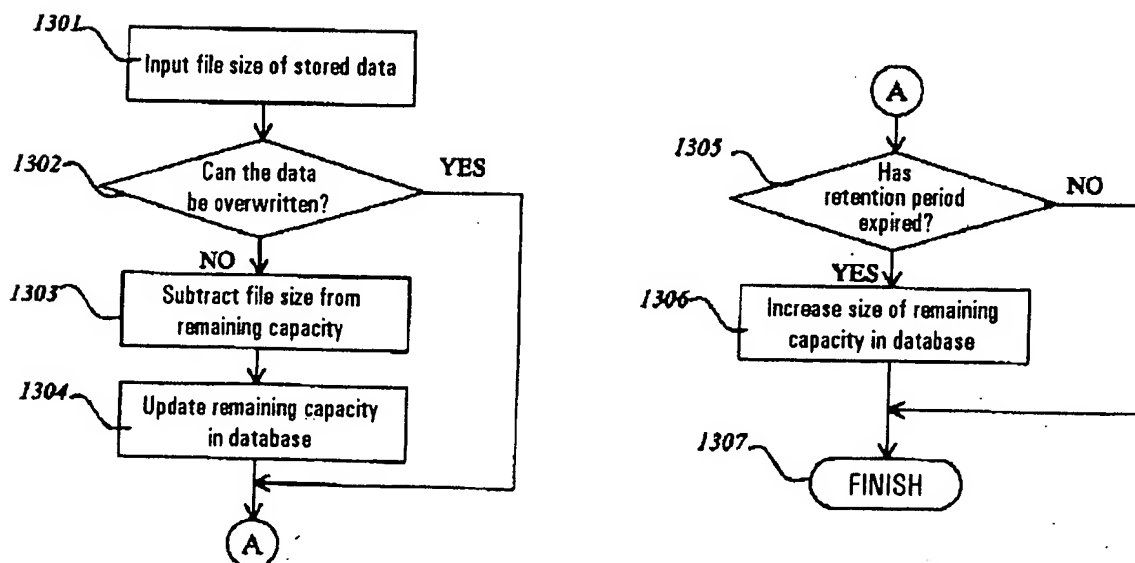 1301
Input file size of stored data
1302
Can the data
be overwritten?
YES
NO
1303
Subtract file size from
remaining capacity
1304
Update remaining capacity
in database
A
A
1305
Has
retention period
expired?
NO
YES
1306
Increase size of remaining
capacity in database
1307
FINISH